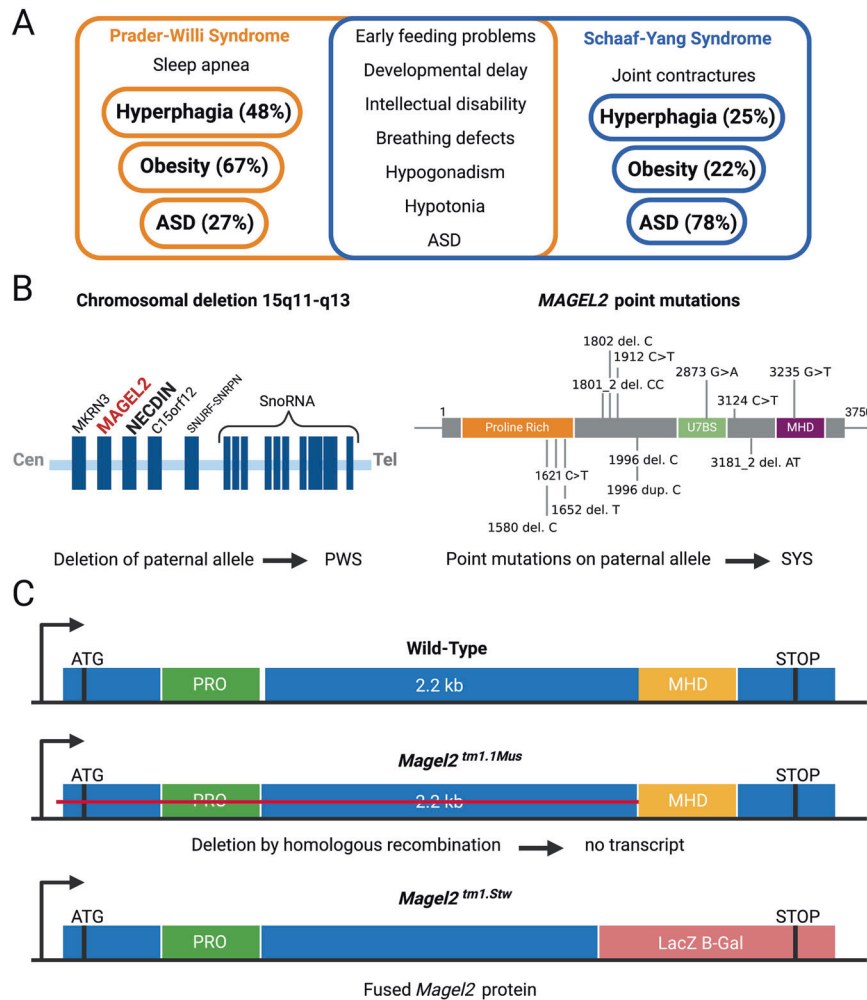 A
Prader-Willi Syndrome
Sleep apnea
Hyperphagia (48%)
Obesity (67%)
ASD (27%)
Early feeding problems
Developmental delay
Intellectual disability
Breathing defects
Hypogonadism
Hypotonia
ASD
Schaaf-Yang Syndrome
Joint contractures
Hyperphagia (25%)
Obesity (22%)
ASD (78%)
B
Chromosomal deletion 15q11-q13
MKRN3
MAGEL2
NECDIN
C15orf12
SNURF-SNRPN
SnoRNA
Cen
Tel
Deletion of paternal allele
PWS
MAGEL2 point mutations
1802 del. C
1912 C>T
1801_2 del. CC
2873 G>A
3235 G>T
3124 C>T
1
3750
Proline Rich
U7BS
MHD
1996 del. C
3181_2 del. AT
1621 C>T
1996 dup. C
1652 del. T
1580 del. C
Point mutations on paternal allele
SYS
C
Wild-Type
ATG
STOP
PRO
2.2 kb
MHD
Magel2 tm1.1Mus
ATG
STOP
PRO
2.2 kb
MHD
Deletion by homologous recombination
no transcript
Magel2 tm1.Stw
ATG
STOP
PRO
LacZ B-Gal
Fused Magel2 protein